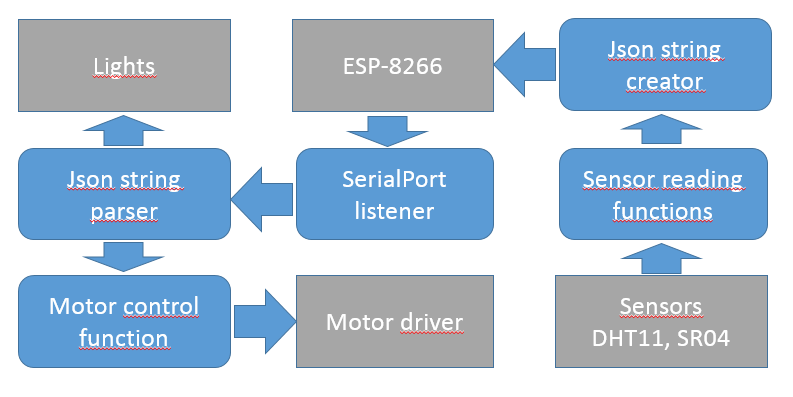 Lights
ESP-8266
Json string
creator
Json string
parser
SerialPort
listener
Sensor reading
functions
Motor control
function
Motor driver
Sensors
DHT11, SR04